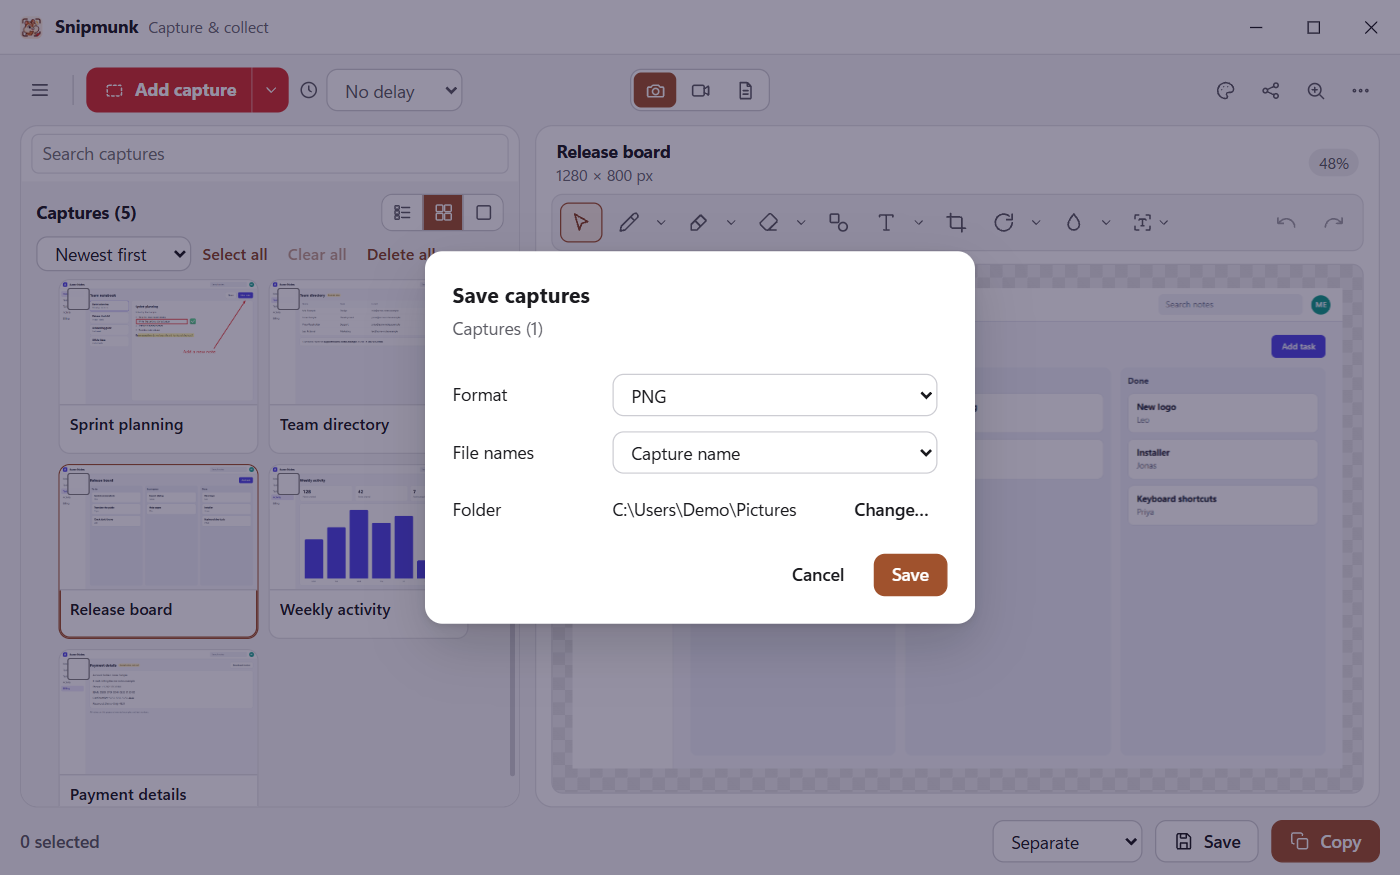 Snipmunk Capture & collect
Add capture
No delay
Search captures
Captures (5)
Newest first
Select all
Clear all
Delete all
Sprint planning
Team directory
Release board
Weekly activity
Payment details
0 selected
Release board
1280 × 800 px
48%
Search notes
ME
Add task
Done
New logo
Leo
Installer
Jonas
Keyboard shortcuts
Priya
Save captures
Captures (1)
Format
PNG
File names
Capture name
Folder
C:\Users\Demo\Pictures
Change...
Cancel
Save
Separate
Save
Copy